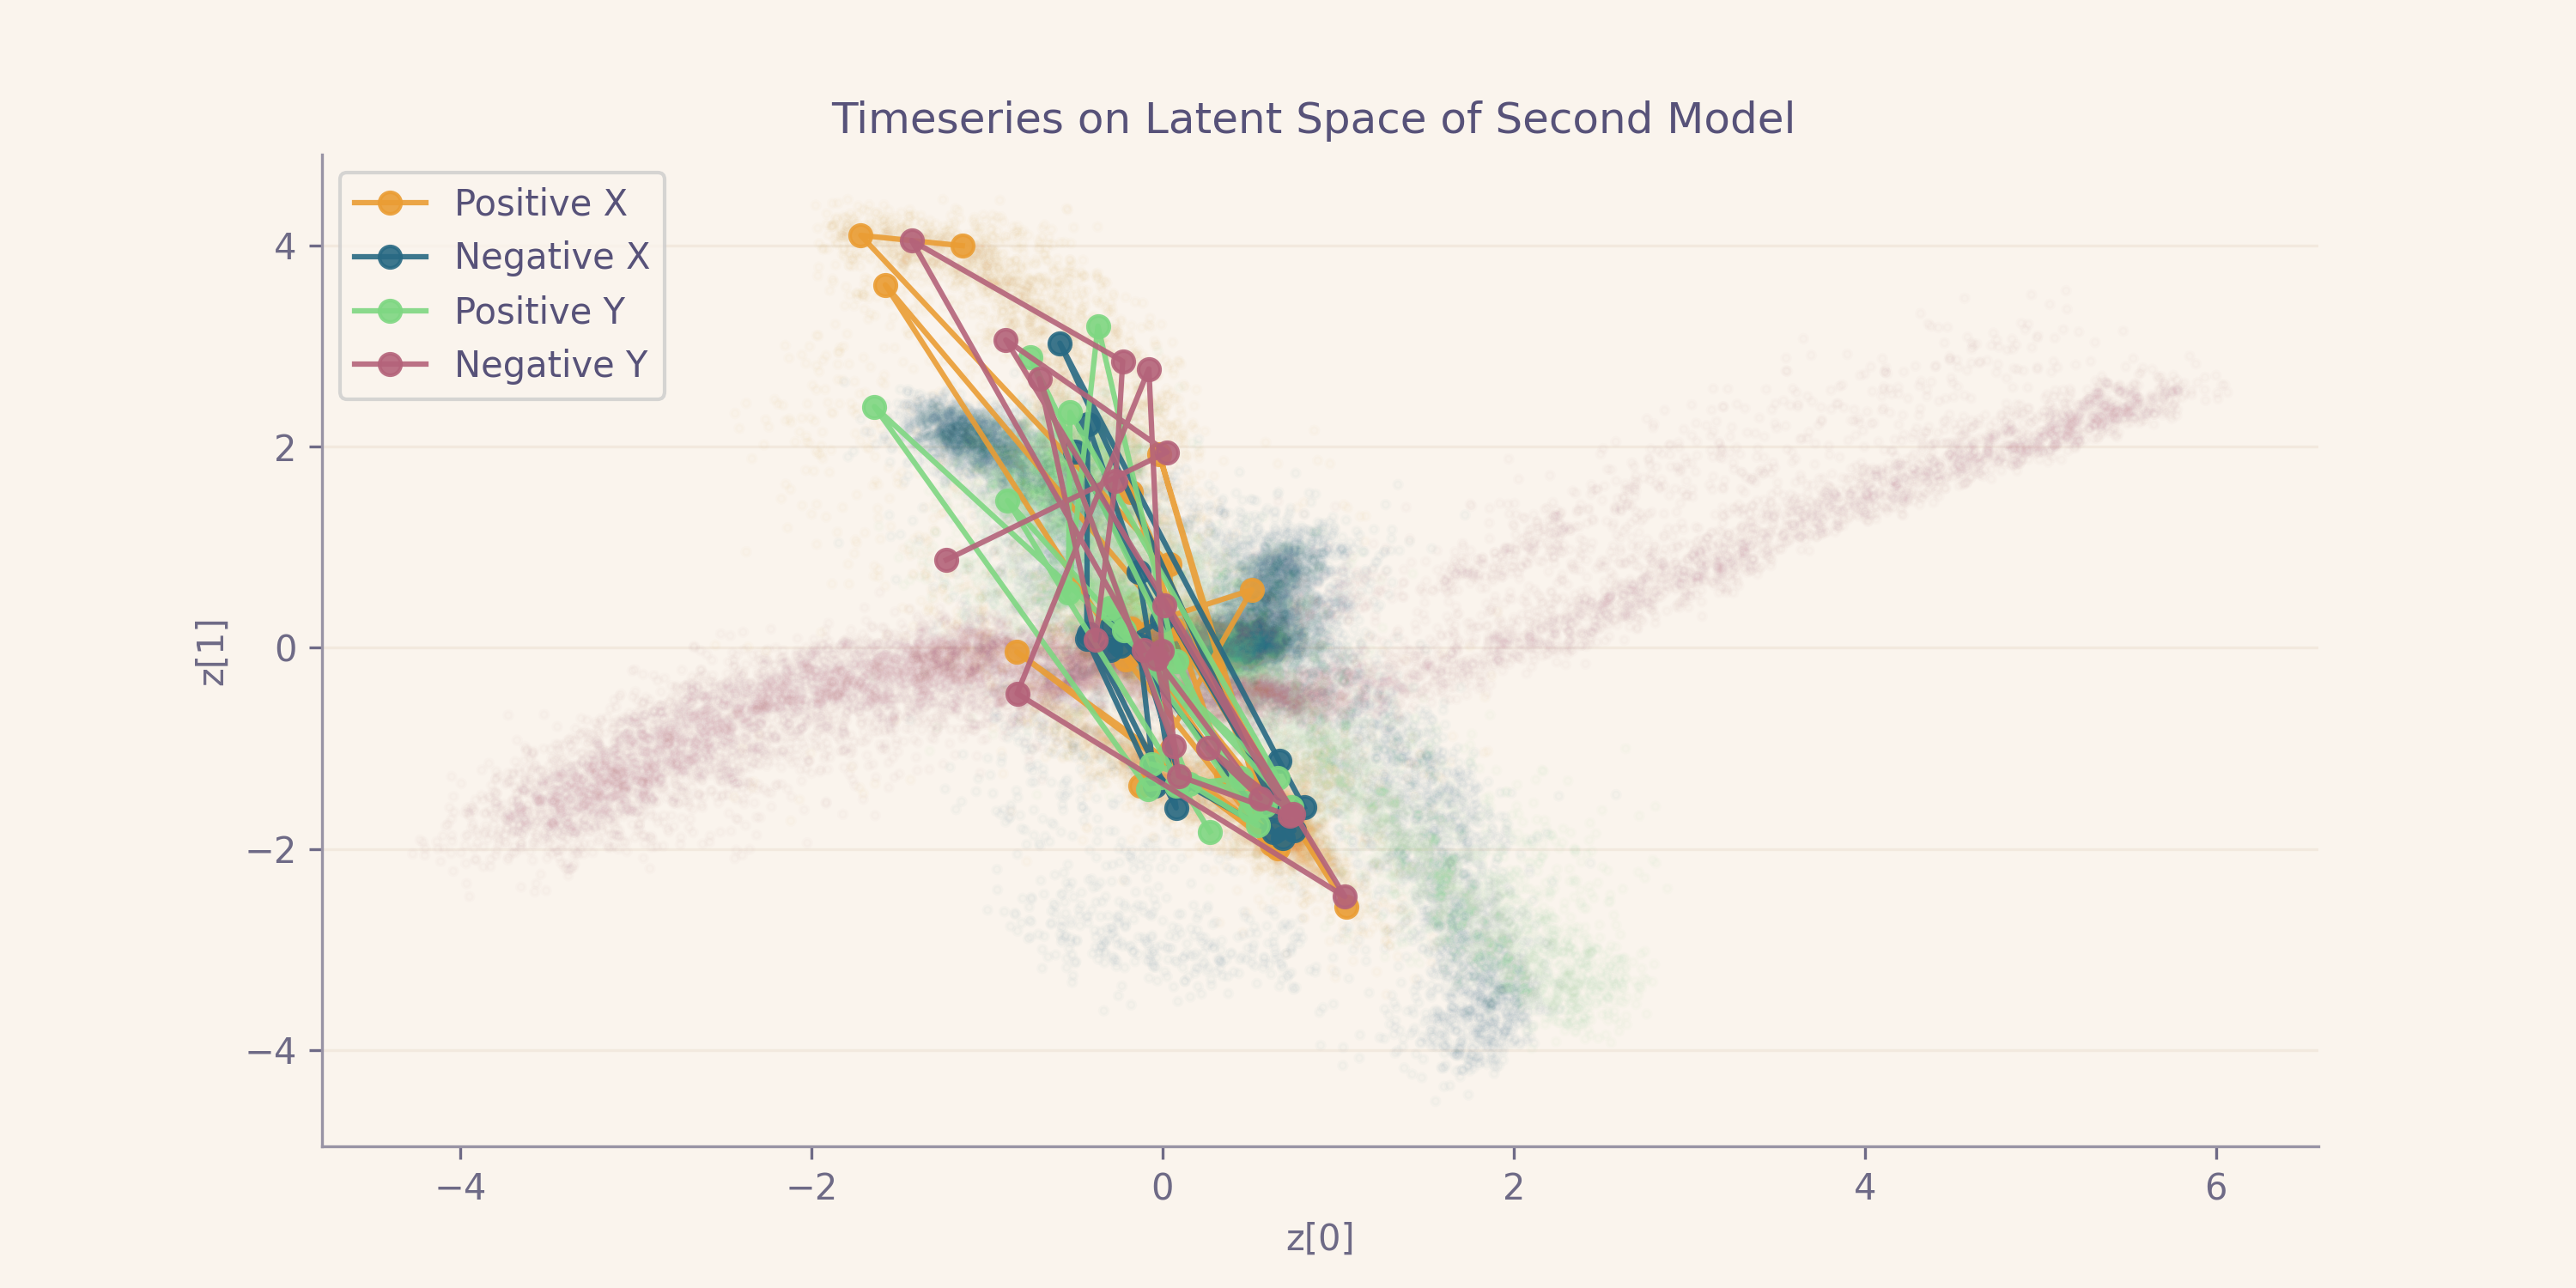 Timeseries on Latent Space of Second Model
Positive X
Negative X
Positive Y
Negative Y
4
2
0
−2
−4
z[1]
−4
−2
0
2
4
6
z[0]